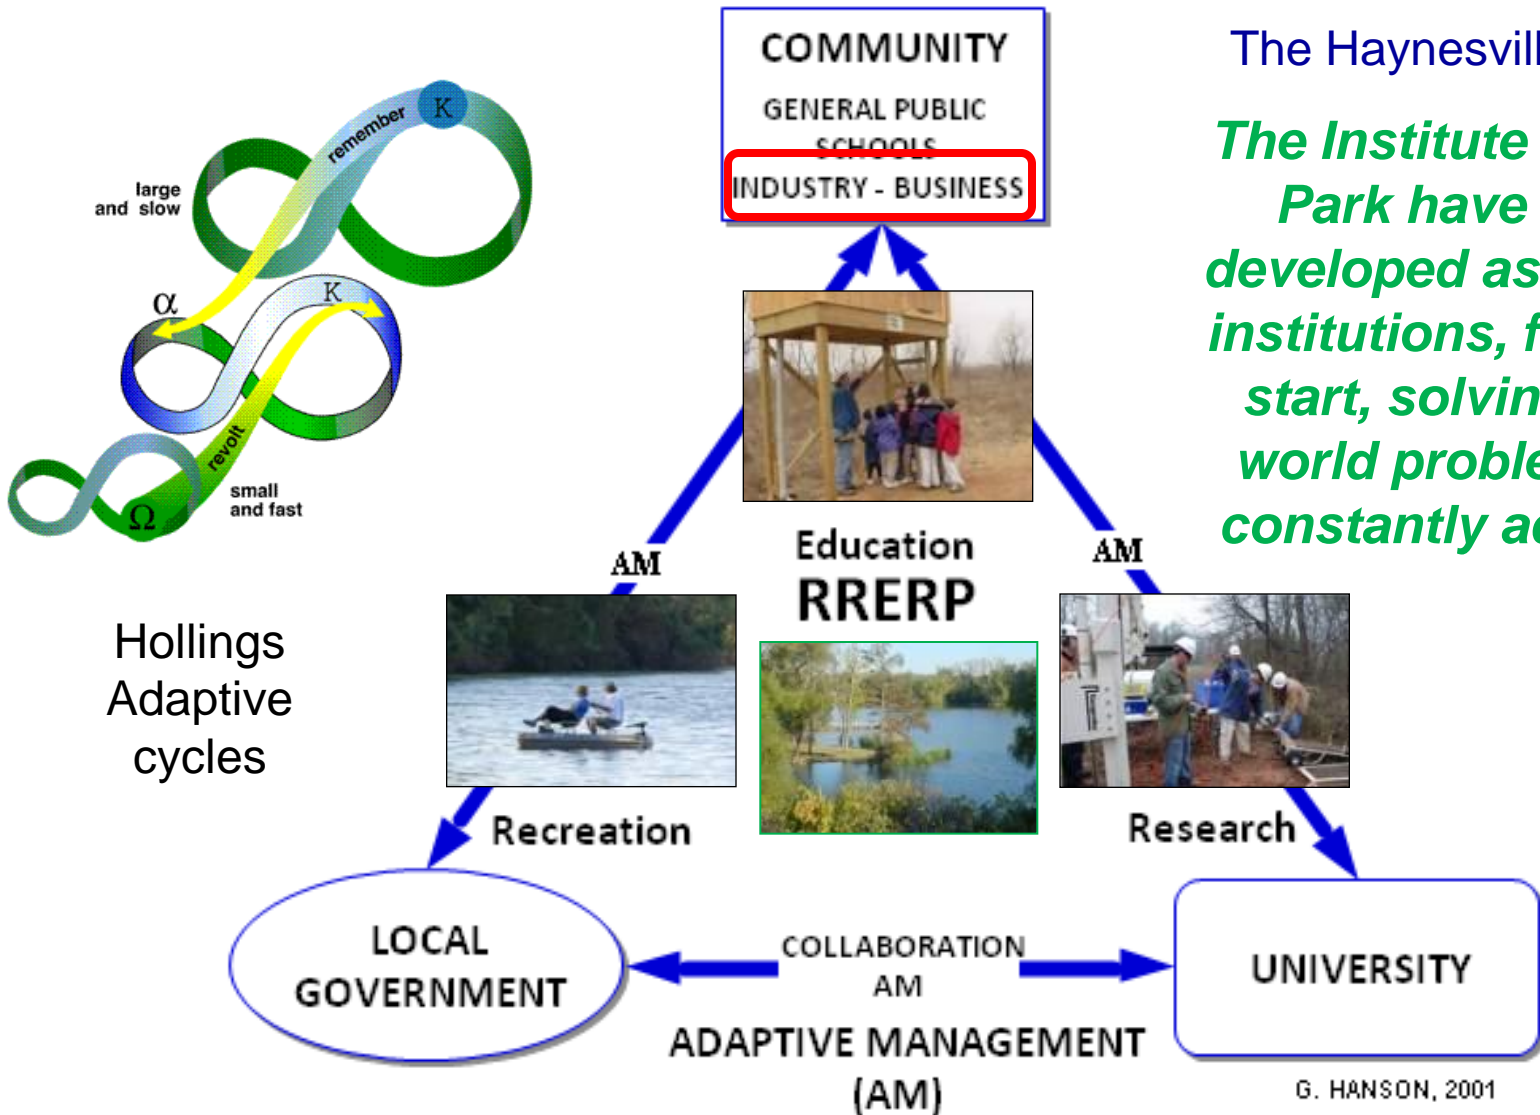 COMMUNITY
GENERAL PUBLIC
SCHOOLS
INDUSTRY - BUSINESS
The Haynesvill
The Institute
Park have
developed as
institutions, f
start, solvin
world proble
constantly a
remember
K
large
and slow
α
K
revolt
small
and fast
Ω
Hollings
Adaptive
cycles
AM
AM
Education
RRERP
Recreation
Research
LOCAL
GOVERNMENT
COLLABORATION
AM
UNIVERSITY
ADAPTIVE MANAGEMENT
(AM)
G. HANSON, 2001